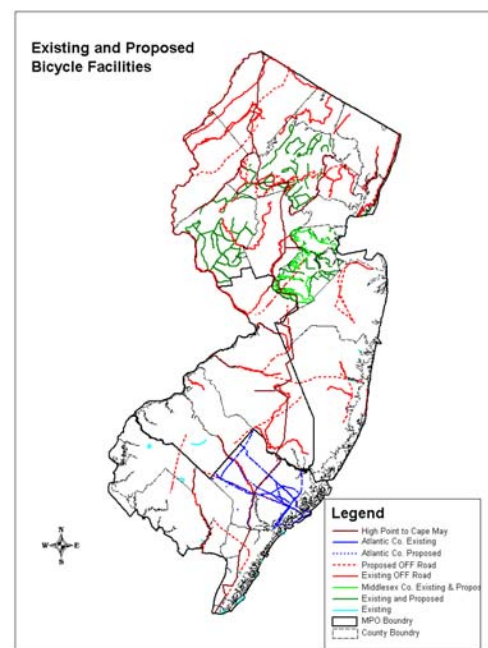 Existing and Proposed
Bicycle Facilities
N
W E
S
Legend
High Point to Cape May
Atlantic Co. Existing
Atlantic Co. Proposed
Proposed OFF Road
Existing OFF Road
Middlesex Co. Existing & Propos
Existing and Proposed
Existing
MPO Boundry
County Boundry